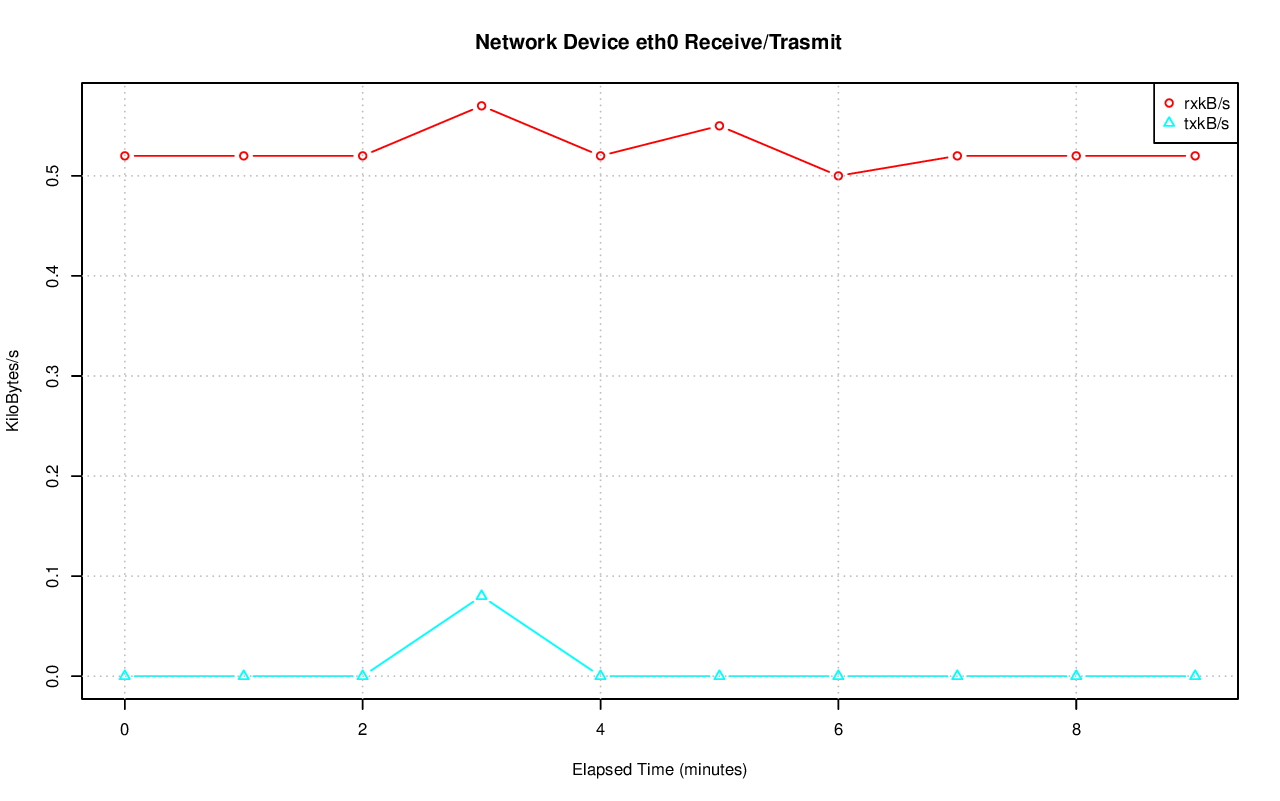 Network Device eth0 Receive/Trasmit
rxkB/s
txkB/s
KiloBytes/s
0.5
0.4
0.3
0.2
0.1
0.0
0 2 4 6 8
Elapsed Time (minutes)